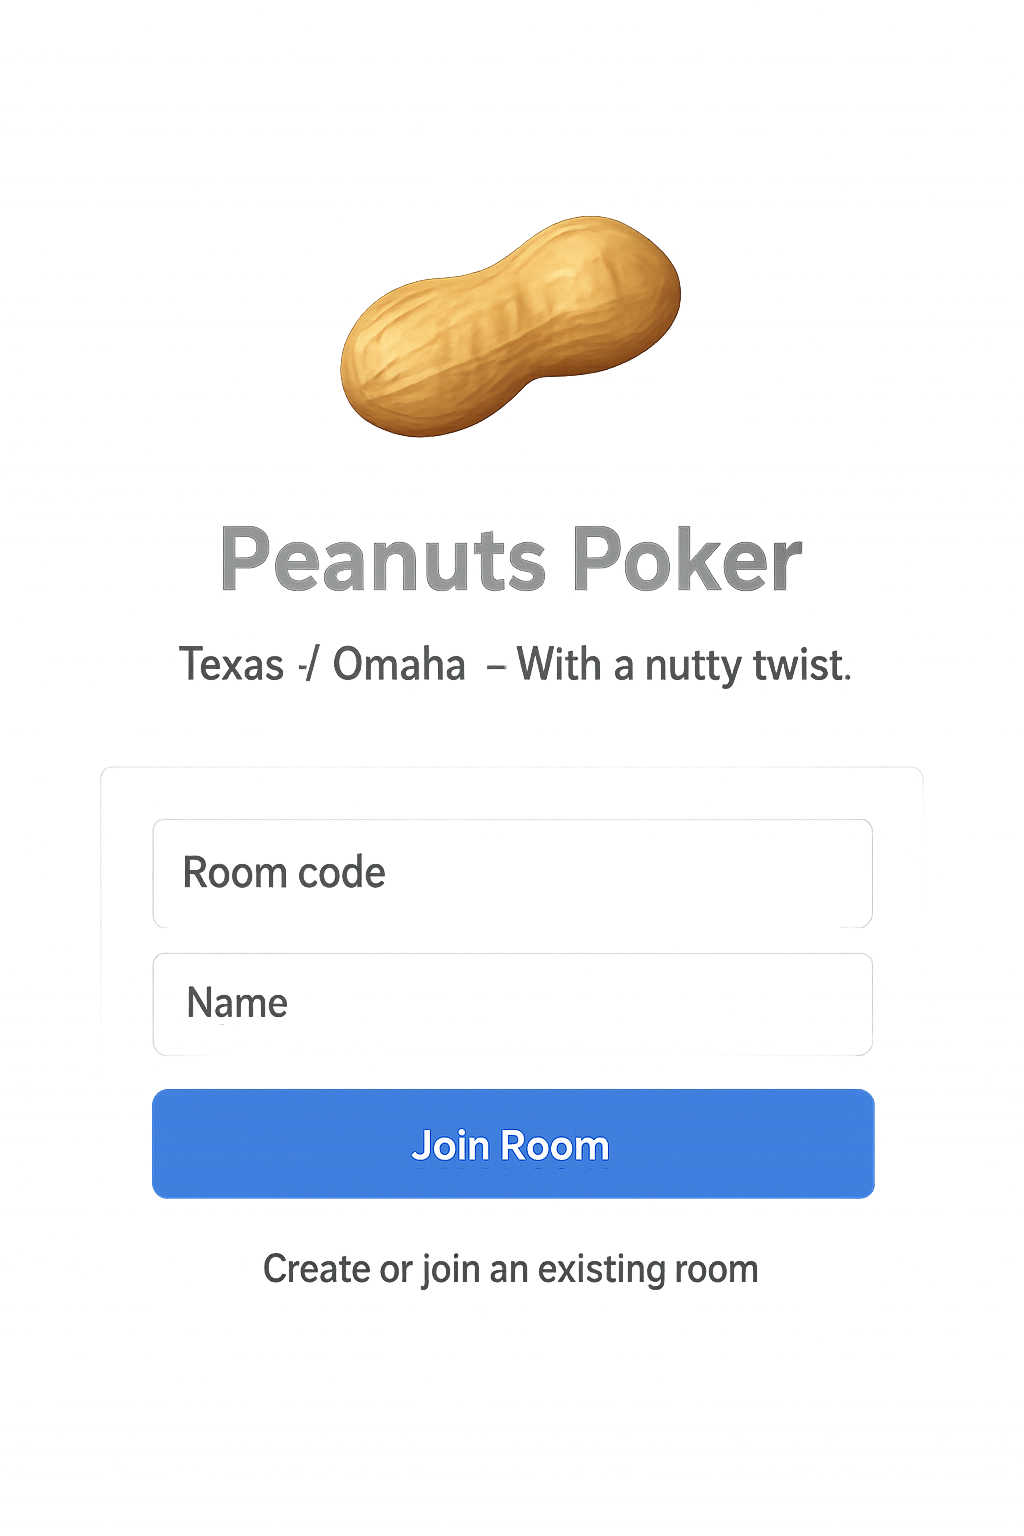 Peanuts Poker
Texas -/ Omaha – With a nutty twist.
Room code
Name
Join Room
Create or join an existing room